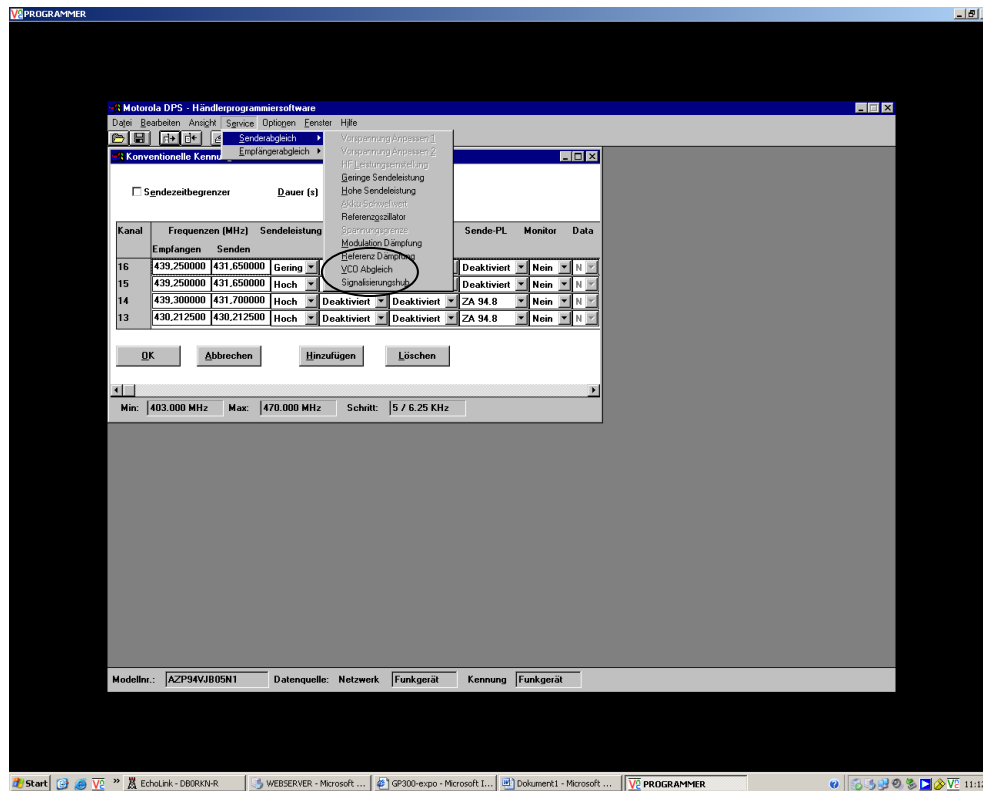 PROGRAMMER
Motorola DPS - Händlerprogrammiersoftware
Datei Bearbeiten Ansicht Service Optionen Fenster Hilfe
Senderabgleich
Empfängerabgleich
Vorspannung Anpassen 1
Vorspannung Anpassen 2
HF Leistungseinstellung
Geringe Sendeleistung
Hohe Sendeleistung
Akku Schwellwert
Referenzoszillator
Spannungsgrenze
Modulation Dämpfung
Referenz Dämpfung
VCO Abgleich
Signalisierungshub
Konventionelle
Sendezeitbegrenzer Dauer (s)
Kanal Frequenzen (MHz) Sendeleistung Sende-PL Monitor Data
Empfangen Senden
16 439,250000 431,650000 Gering Deaktiviert Nein N
15 439,250000 431,650000 Hoch Deaktiviert Nein N
14 439,300000 431,700000 Hoch Deaktiviert Deaktiviert ZA 94.8 Nein N
13 430,212500 430,212500 Hoch Deaktiviert Deaktiviert ZA 94.8 Nein N
OK Abbrechen Hinzufügen Löschen
Min: 403.000 MHz Max: 470.000 MHz Schritt: 5 / 6.25 KHz
Modellnr.: AZP94VJB05N1 Datenquelle: Netzwerk Funkgerät Kennung Funkgerät
Start EchoLink - DB0RKN-R WEBSERVER - Microsoft ... GP300-expo - Microsoft I... Dokument1 - Microsoft ... PROGRAMMER